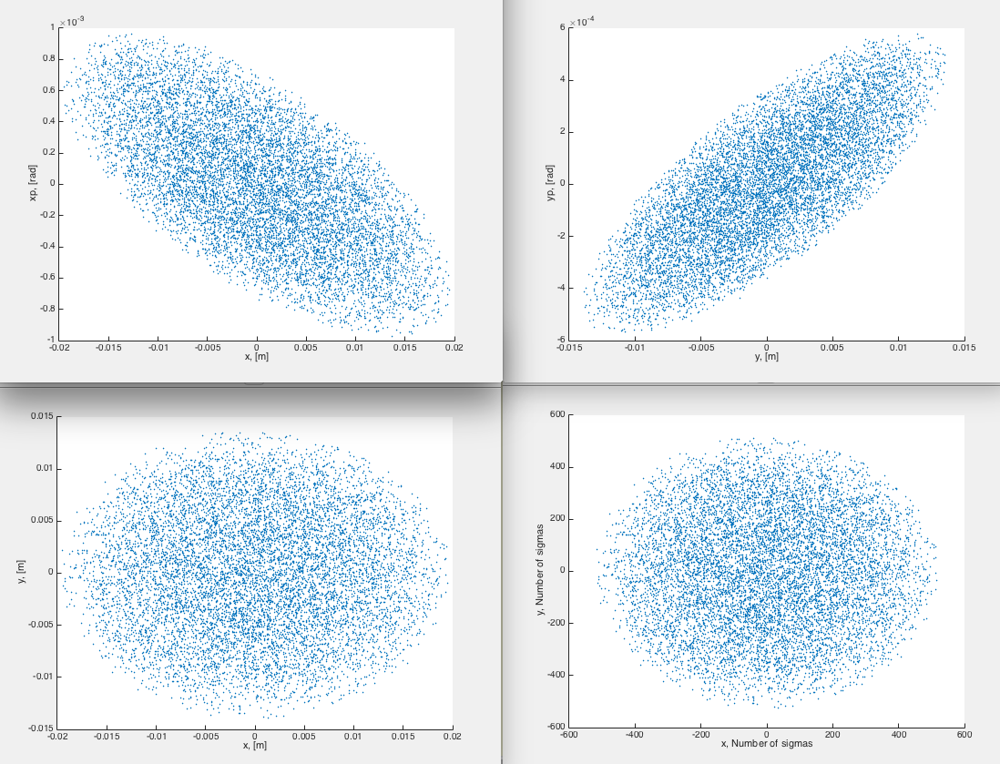 ×10-3
1
0.8
0.6
0.4
0.2
0
-0.2
-0.4
-0.6
-0.8
-1
xp, [rad]
-0.02 -0.015 -0.01 -0.005 0 0.005 0.01 0.015 0.02
x, [m]
×10-4
6
4
2
0
-2
-4
-6
yp, [rad]
-0.015 -0.01 -0.005 0 0.005 0.01 0.015
y, [m]
0.015
0.01
0.005
0
-0.005
-0.01
-0.015
y, [m]
-0.02 -0.015 -0.01 -0.005 0 0.005 0.01 0.015 0.02
x, [m]
600
400
200
0
-200
-400
-600
y, Number of sigmas
-600 -400 -200 0 200 400 600
x, Number of sigmas